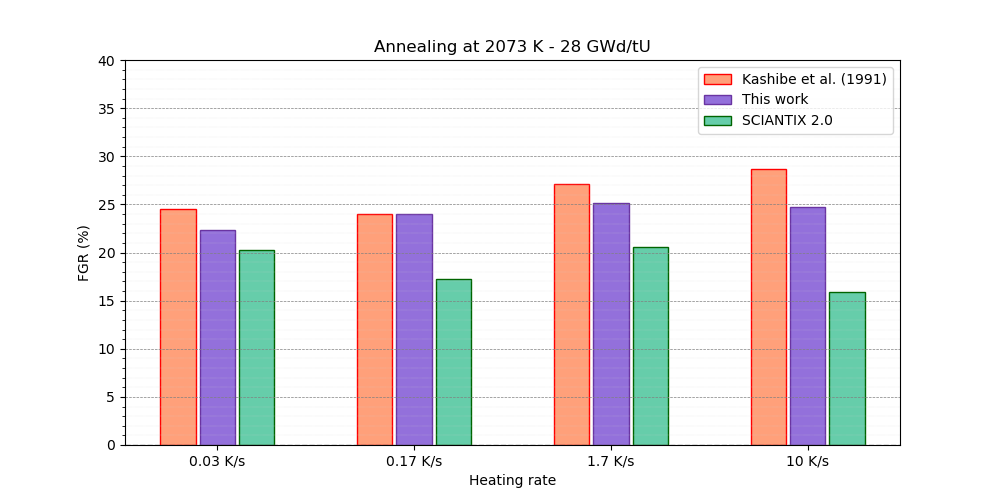 Annealing at 2073 K - 28 GWd/tU
Kashibe et al. (1991)
This work
SCIANTIX 2.0
FGR (%)
40
35
30
25
20
15
10
5
0
0.03 K/s
0.17 K/s
1.7 K/s
10 K/s
Heating rate